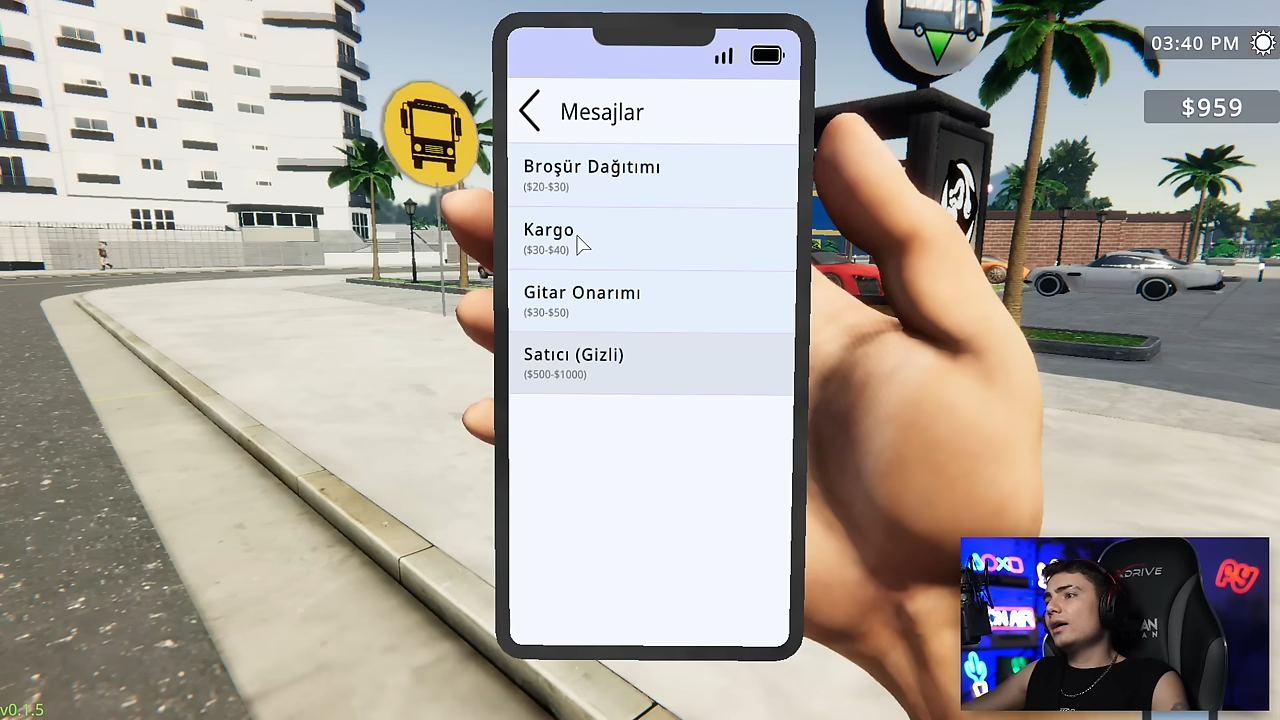 03:40 PM
$959
Mesajlar
Broşür Dağıtımı
($20-$30)
Kargo
($30-$40)
Gitar Onarımı
($30-$50)
Satıcı (Gizli)
($500-$1000)
v0.1.5
XDRIVE